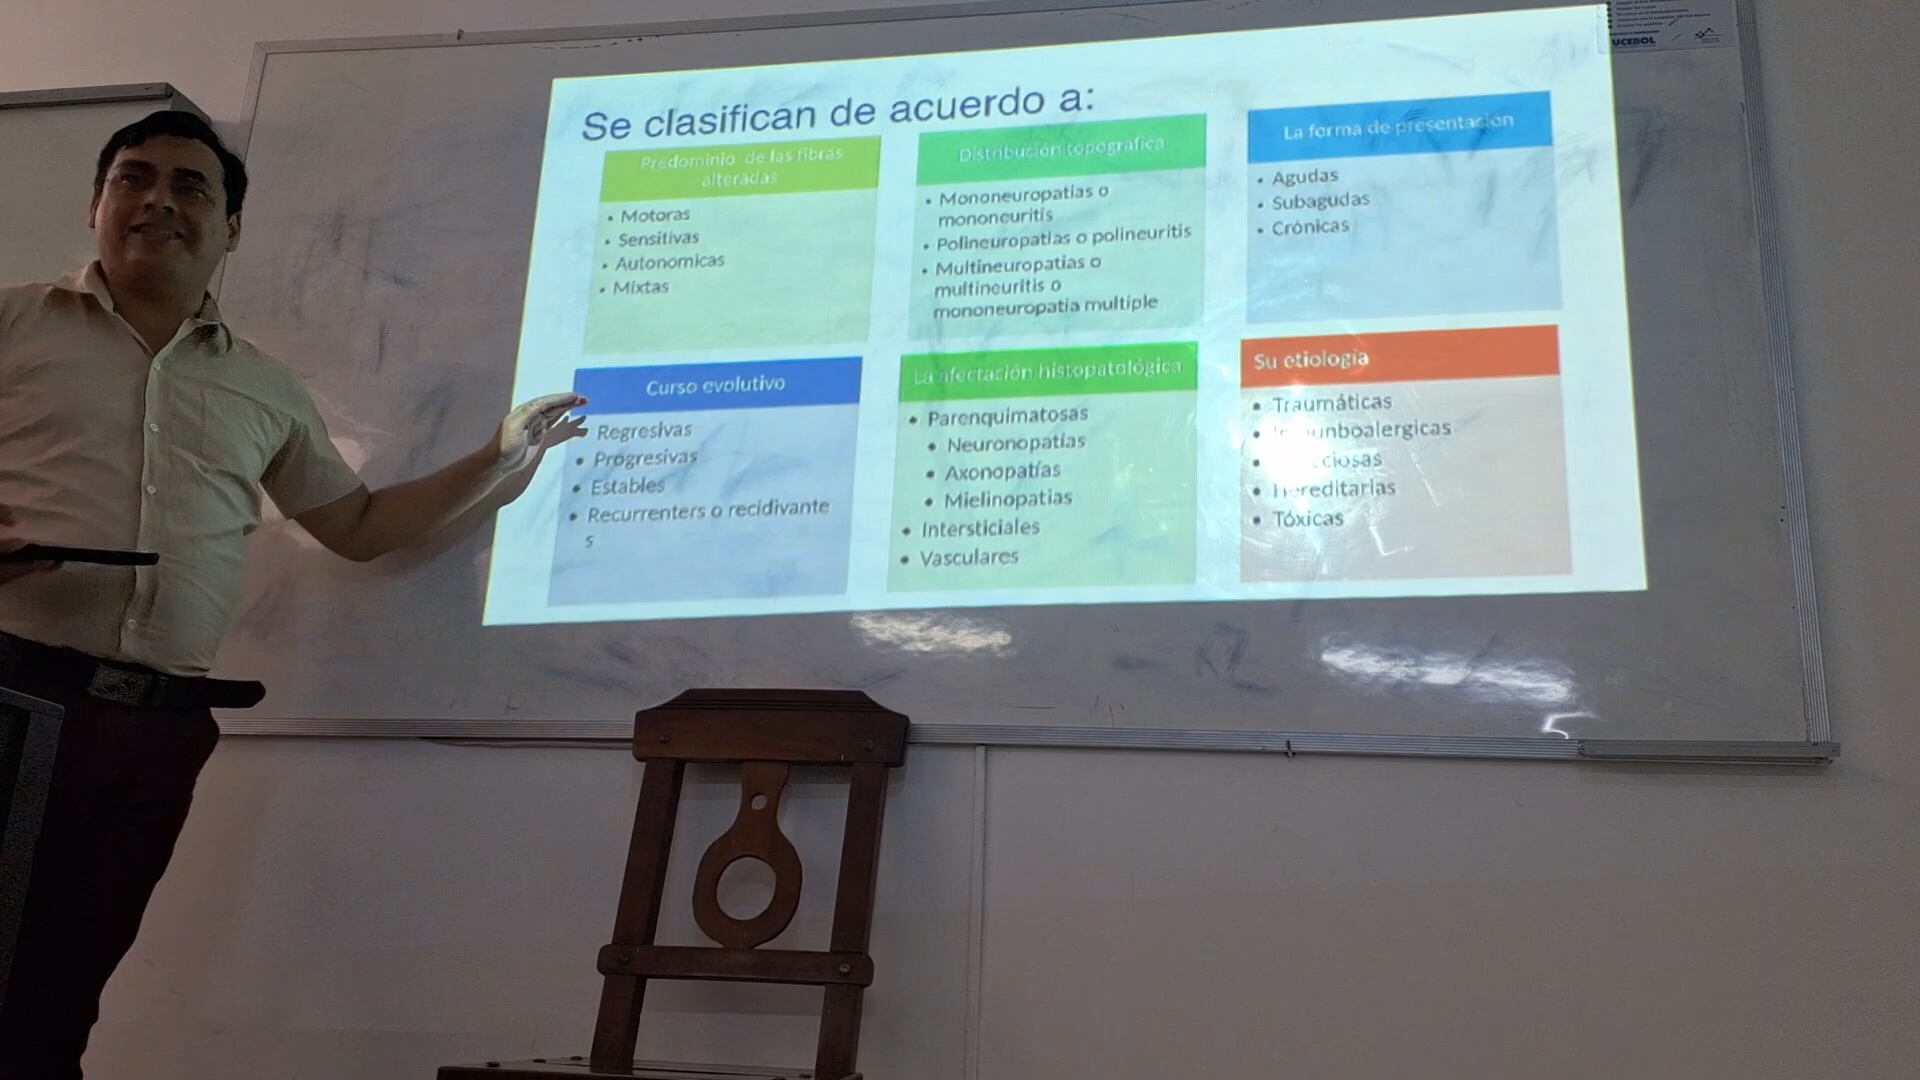 Se clasifican de acuerdo a:
Predominio de las fibras
alteradas
• Motoras
• Sensitivas
• Autonomicas
• Mixtas
Distribución topografica
• Mononeuropatias o
mononeuritis
• Polineuropatias o polineuritis
• Multineuropatias o
multineuritis o
mononeuropatia multiple
La forma de presentación
• Agudas
• Subagudas
• Crónicas
Curso evolutivo
• Regresivas
• Progresivas
• Estables
• Recurrenters o recidivante
s
La afectación histopatológica
• Parenquimatosas
• Neuronopatías
• Axonopatías
• Mielinopatias
• Intersticiales
• Vasculares
Su etiología
• Traumáticas
• Hereditarias
• Tóxicas
UCEBOL